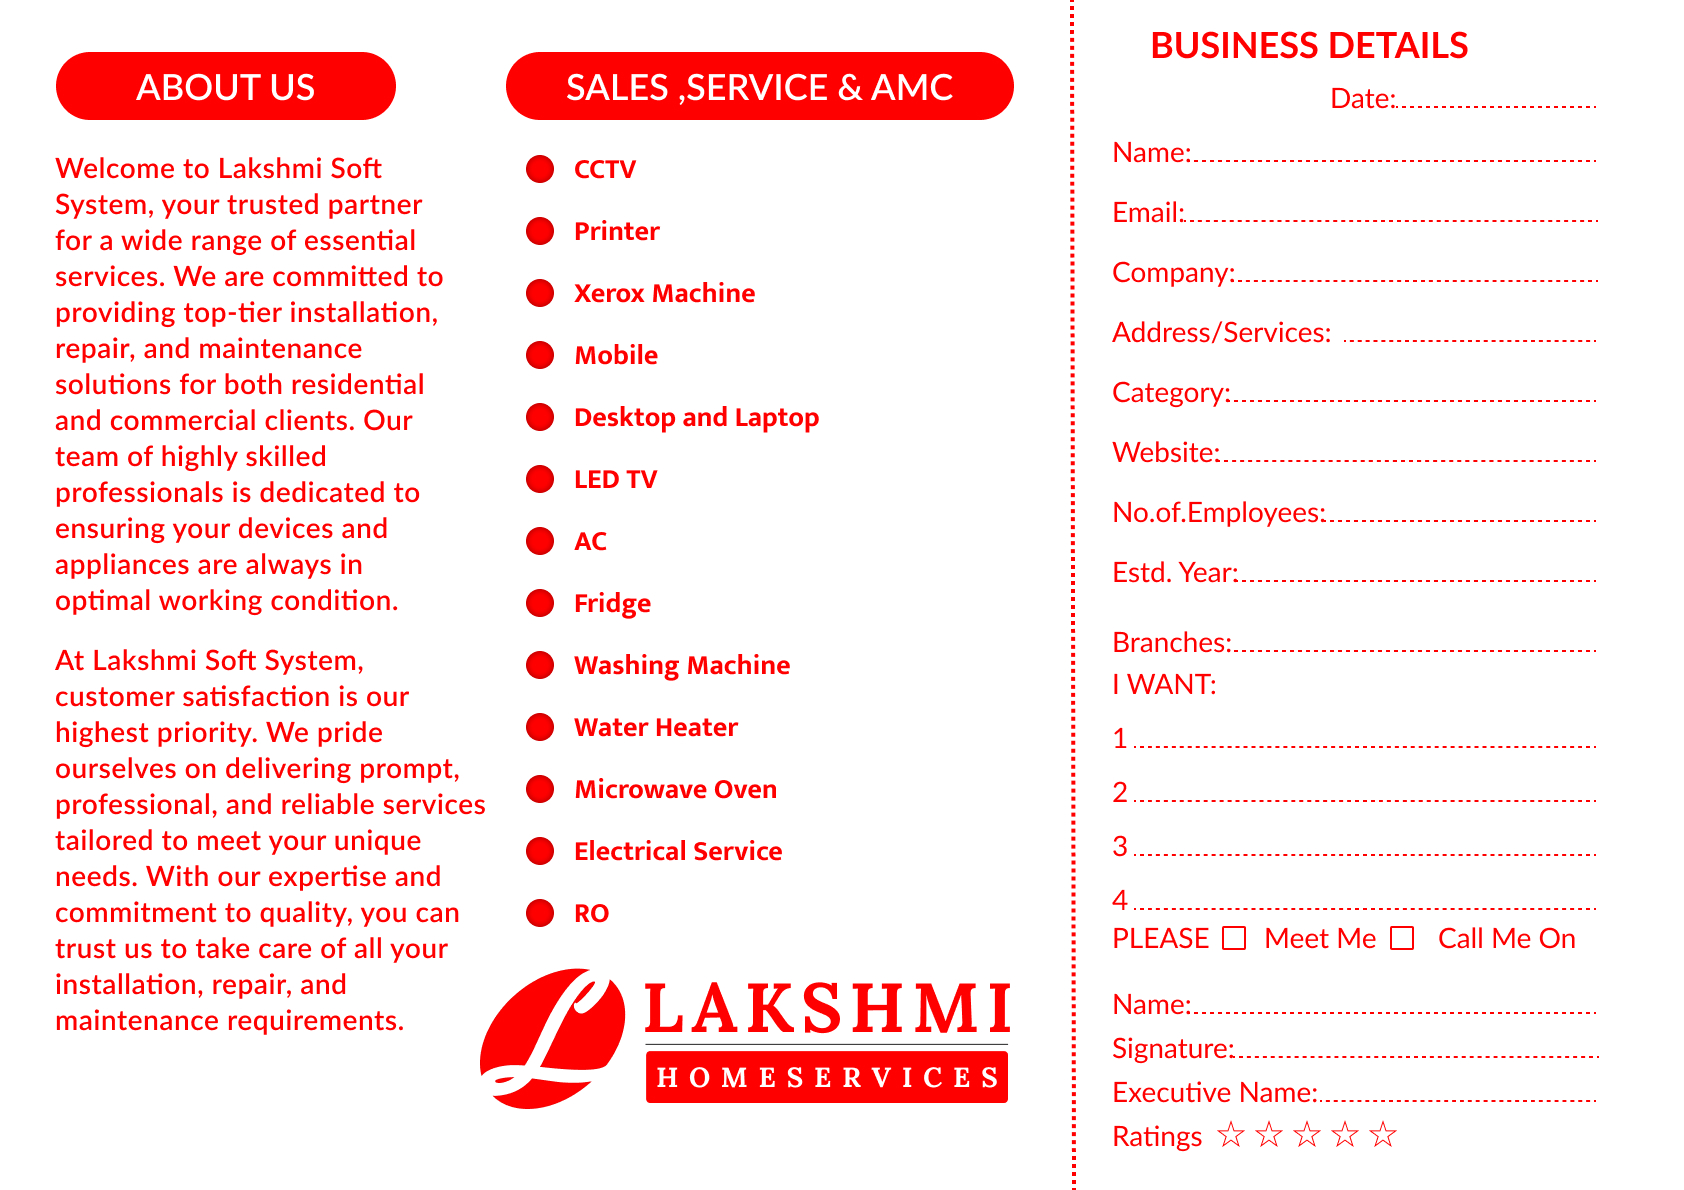 ABOUT US
Welcome to Lakshmi Soft
System, your trusted partner
for a wide range of essential
services. We are committed to
providing top-tier installation,
repair, and maintenance
solutions for both residential
and commercial clients. Our
team of highly skilled
professionals is dedicated to
ensuring your devices and
appliances are always in
optimal working condition.
At Lakshmi Soft System,
customer satisfaction is our
highest priority. We pride
ourselves on delivering prompt,
professional, and reliable services
tailored to meet your unique
needs. With our expertise and
commitment to quality, you can
trust us to take care of all your
installation, repair, and
maintenance requirements.
SALES ,SERVICE & AMC
CCTV
Printer
Xerox Machine
Mobile
Desktop and Laptop
LED TV
AC
Fridge
Washing Machine
Water Heater
Microwave Oven
Electrical Service
RO
L LAKSHMI
HOMESERVICES
BUSINESS DETAILS
Date:
Name:
Email:
Company:
Address/Services:
Category:
Website:
No.of.Employees:
Estd. Year:
Branches:
I WANT:
1
2
3
4
PLEASE Meet Me Call Me On
Name:
Signature:
Executive Name:
Ratings